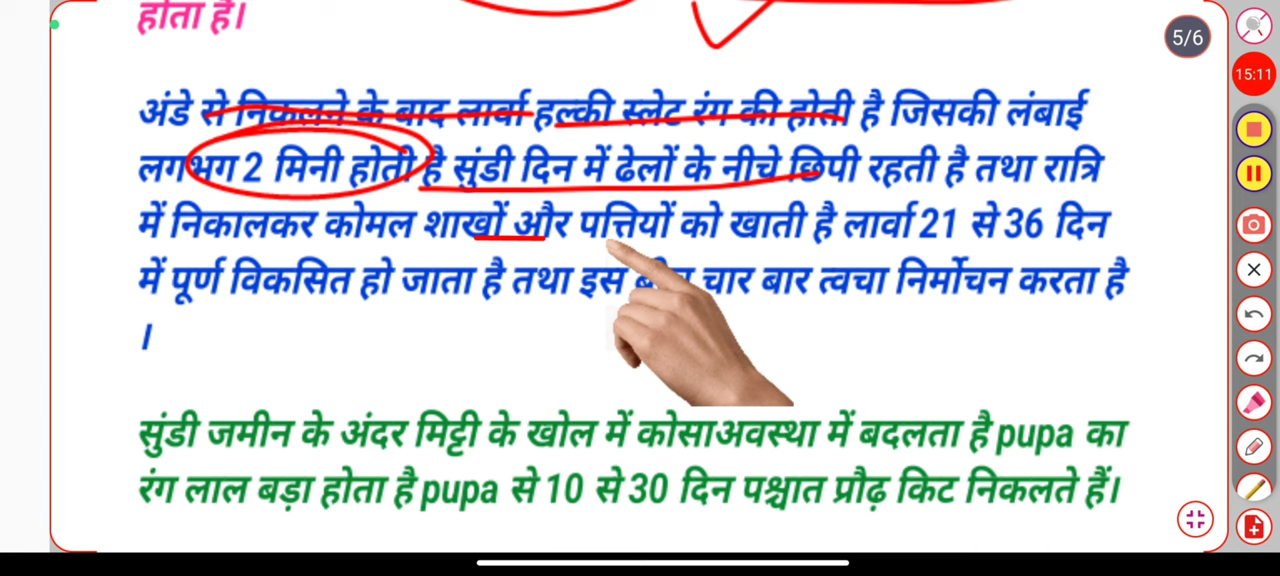 होता है।
5/6
15:11
अंडे से निकलने के बाद लार्वा हल्की स्लेट रंग की होती है जिसकी लंबाई
लगभग 2 मिनी होती है सुंडी दिन में ढेलों के नीचे छिपी रहती है तथा रात्रि
में निकालकर कोमल शाखों और पत्तियों को खाती है लार्वा 21 से 36 दिन
में पूर्ण विकसित हो जाता है तथा इस चार बार त्वचा निर्मोचन करता है
।
सुंडी जमीन के अंदर मिट्टी के खोल में कोसाअवस्था में बदलता है pupa का
रंग लाल बड़ा होता है pupa से 10 से 30 दिन पश्चात प्रौढ़ किट निकलते हैं।